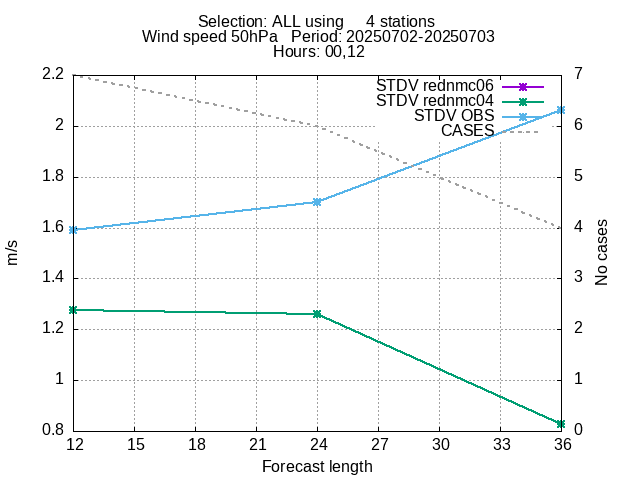 Selection: ALL using     4 stations
Wind speed 50hPa   Period: 20250702-20250703
Hours: 00,12
2.2
2
1.8
1.6
1.4
1.2
1
0.8
m/s
STDV rednmc06
STDV rednmc04
STDV OBS
CASES
7
6
5
4
3
2
1
0
No cases
12 15 18 21 24 27 30 33 36
Forecast length